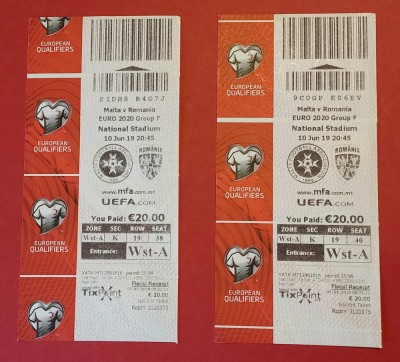 EUROPEAN
QUALIFIERS
EUROPEAN
QUALIFIERS
EUROPEAN
QUALIFIERS
Malta v Romania
EURO 2020 Group F
National Stadium
10 Jun 19 20:45
ROMÂNIA
www.mfa.com.mt
UEFA.com
You Paid: €20.00
ZONE SEC ROW SEAT
Wst-A K 19 38
Entrance: Wst-A
Fiscal Receipt
TixPoint
€ 20.00
EUROPEAN
QUALIFIERS
EUROPEAN
QUALIFIERS
EUROPEAN
QUALIFIERS
Malta v Romania
EURO 2020 Group F
National Stadium
10 Jun 19 20:45
ROMÂNIA
www.mfa.com.mt
UEFA.com
You Paid: €20.00
ZONE SEC ROW SEAT
Wst-A K 19 40
Entrance: Wst-A
Fiscal Receipt
TixPoint
€ 20.00